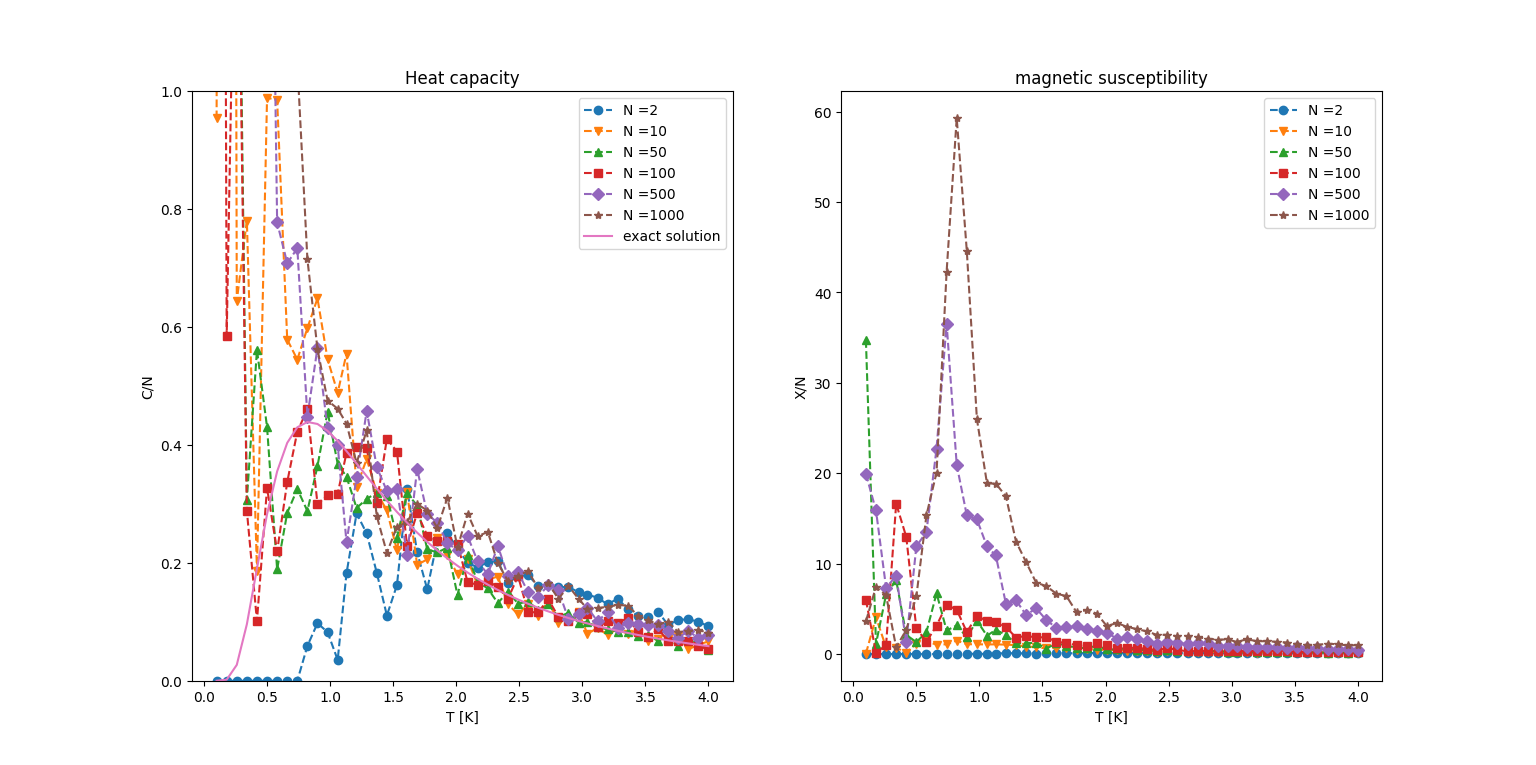 Heat capacity
C/N
1.0
0.8
0.6
0.4
0.2
0.0
0.0 0.5 1.0 1.5 2.0 2.5 3.0 3.5 4.0
T [K]
N =2
N =10
N =50
N =100
N =500
N =1000
exact solution
magnetic susceptibility
X/N
60
50
40
30
20
10
0
0.0 0.5 1.0 1.5 2.0 2.5 3.0 3.5 4.0
T [K]
N =2
N =10
N =50
N =100
N =500
N =1000